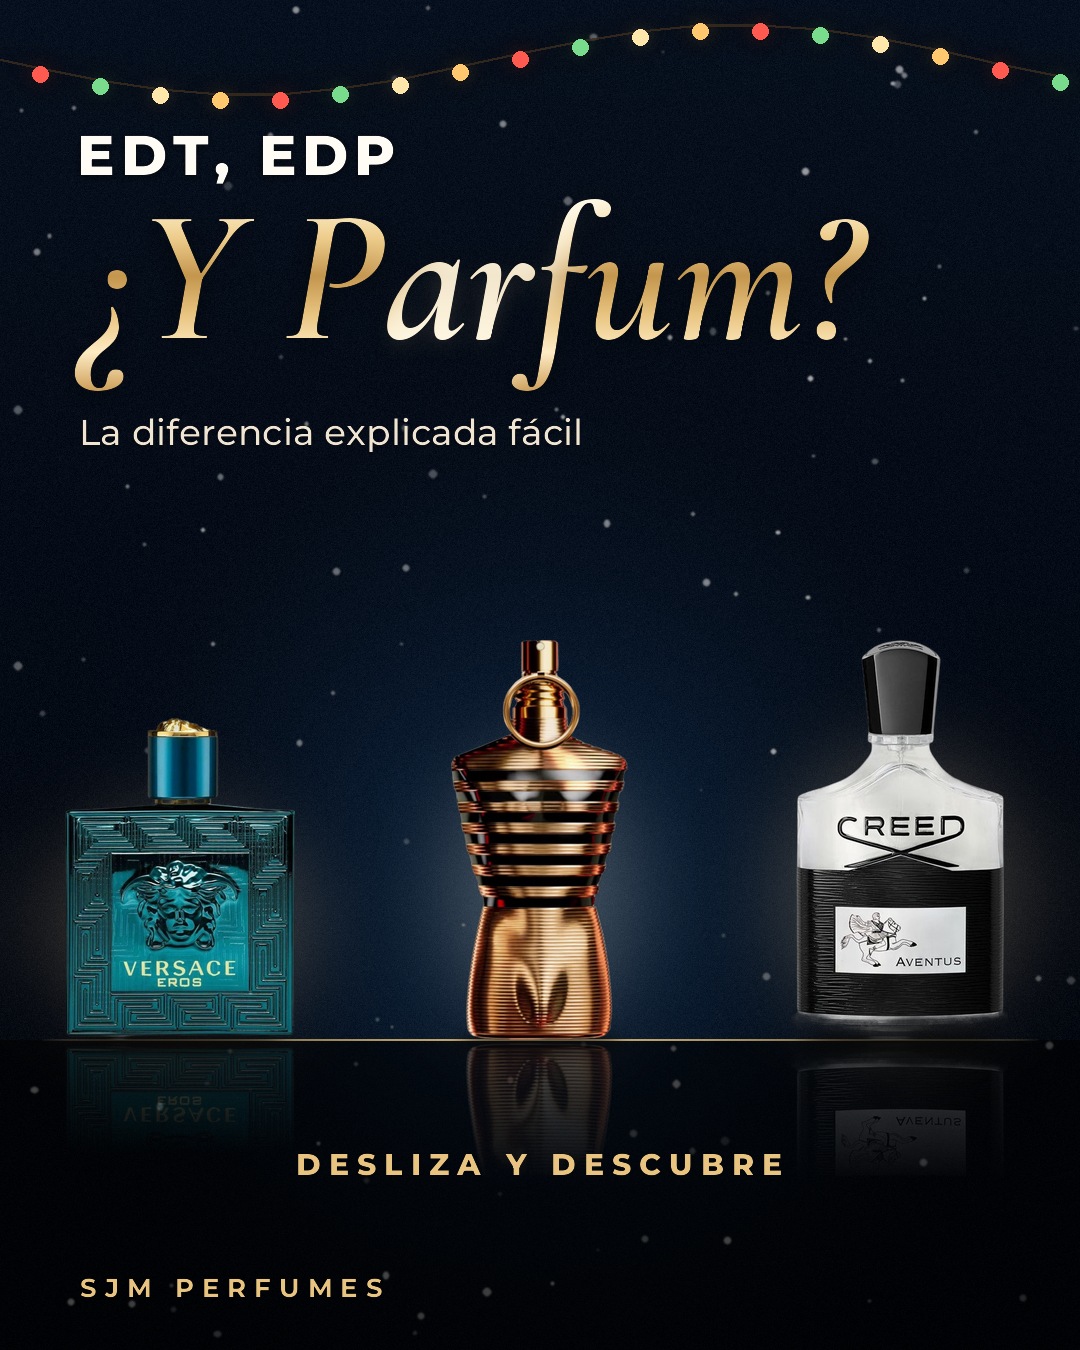 EDT, EDP
¿Y Parfum?
La diferencia explicada fácil
VERSACE
EROS
CREED
AVENTUS
DESLIZA Y DESCUBRE
SJM PERFUMES